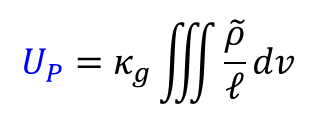 U_P = κ_g ∭ ρ̃/ℓ dv